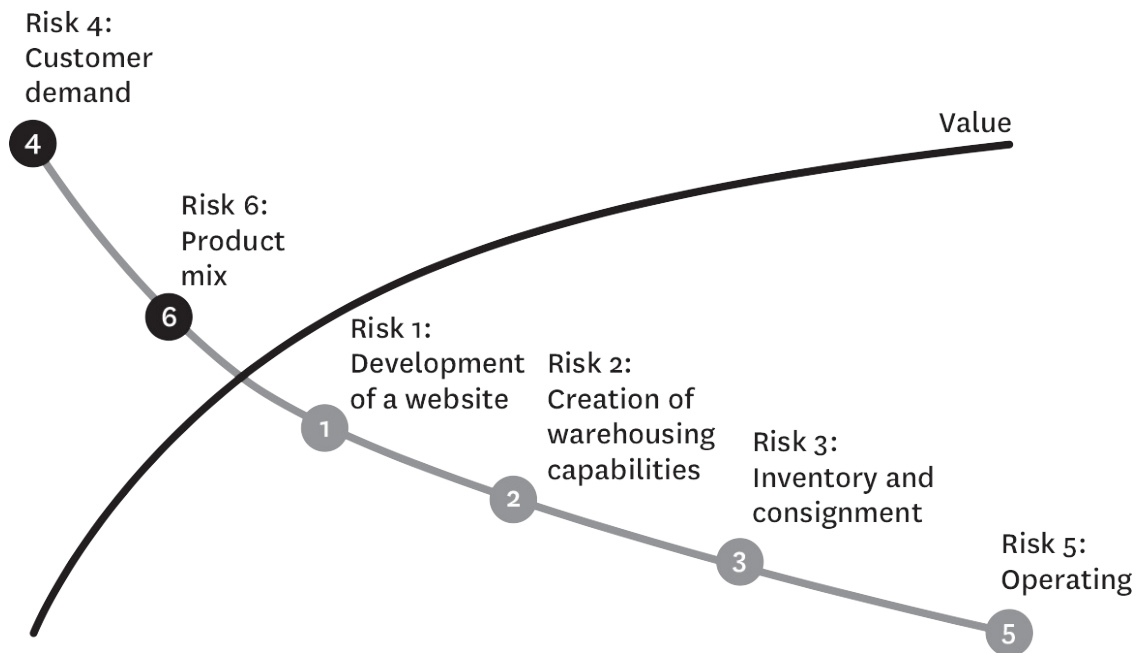 Risk 4:
Customer
demand
4
Value
Risk 6:
Product
mix
6
Risk 1:
Development
of a website
1
Risk 2:
Creation of
warehousing
capabilities
2
Risk 3:
Inventory and
consignment
3
Risk 5:
Operating
5